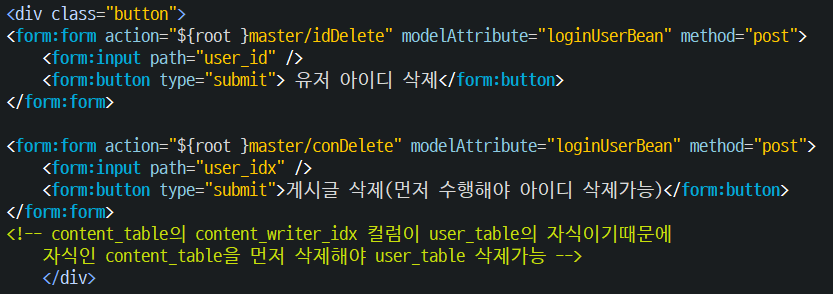 <div class="button">
<form:form action="${root }master/idDelete" modelAttribute="loginUserBean" method="post">
    <form:input path="user_id" />
    <form:button type="submit"> 유저 아이디 삭제</form:button>
</form:form>

<form:form action="${root }master/conDelete" modelAttribute="loginUserBean" method="post">
    <form:input path="user_idx" />
    <form:button type="submit">게시글 삭제(먼저 수행해야 아이디 삭제가능)</form:button>
</form:form>
<!-- content_table의 content_writer_idx 컬럼이 user_table의 자식이기때문에
    자식인 content_table을 먼저 삭제해야 user_table 삭제가능 -->
    </div>